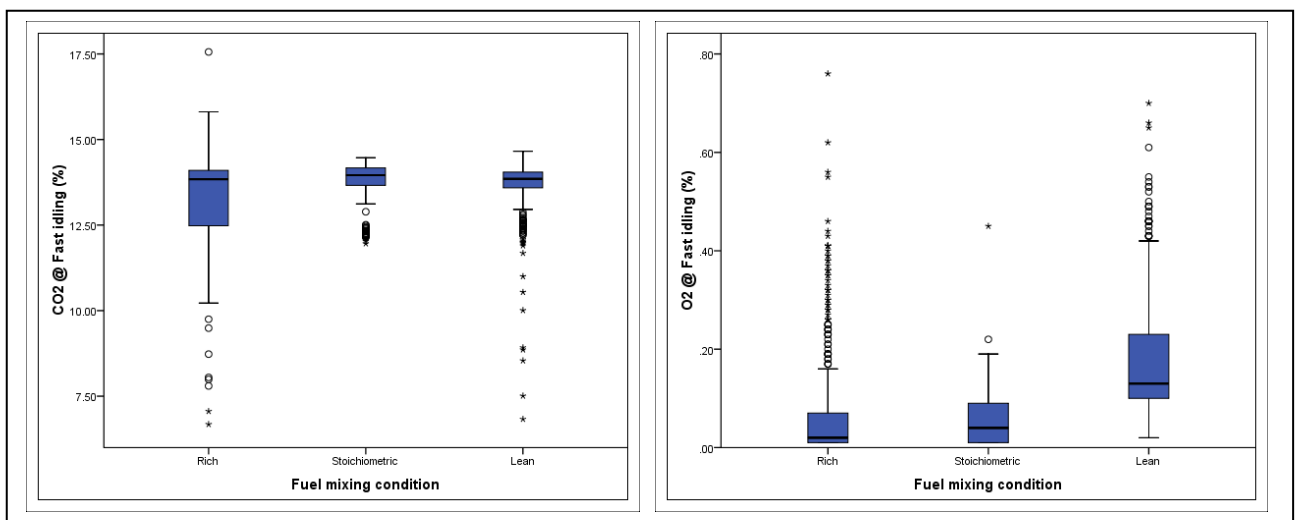 17.50
15.00
12.50
10.00
7.50
CO2 @ Fast idling (%)
Rich
Stoichiometric
Lean
Fuel mixing condition
.80
.60
.40
.20
.00
O2 @ Fast idling (%)
Rich
Stoichiometric
Lean
Fuel mixing condition